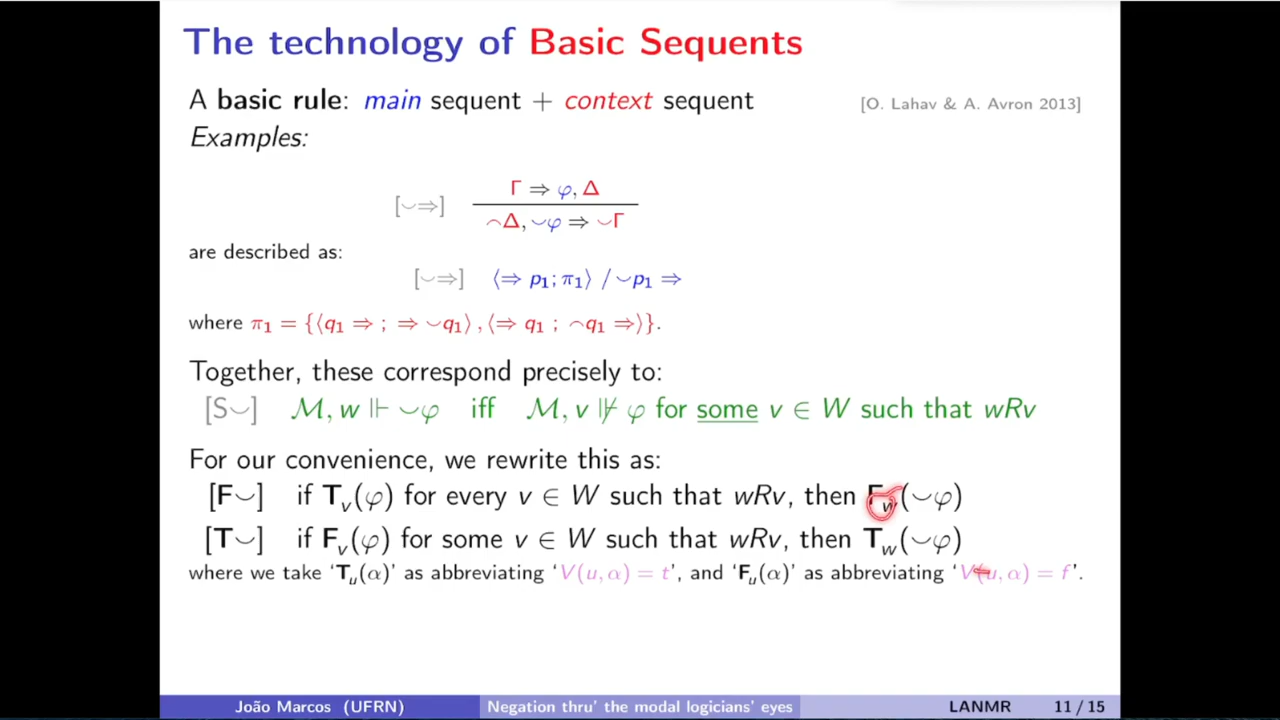 The technology of Basic Sequents
A basic rule: main sequent + context sequent [O. Lahav & A. Avron 2013]
Examples:
[⌣⇒] Γ ⇒ φ, Δ
⌢Δ, ⌣φ ⇒ ⌣Γ
are described as:
[⌣⇒] ⟨⇒ p₁; π₁⟩ / ⌣p₁ ⇒
where π₁ = {⟨q₁ ⇒ ; ⇒ ⌣q₁⟩, ⟨⇒ q₁ ; ⌢q₁ ⇒⟩}.
Together, these correspond precisely to:
[S⌣] ℳ, w ⊩ ⌣φ iff ℳ, v ⊮ φ for some v ∈ W such that wRv
For our convenience, we rewrite this as:
[F⌣] if Tᵥ(φ) for every v ∈ W such that wRv, then F_w(⌣φ)
[T⌣] if Fᵥ(φ) for some v ∈ W such that wRv, then T_w(⌣φ)
where we take ‘Tᵤ(α)’ as abbreviating ‘V(u, α) = t’, and ‘Fᵤ(α)’ as abbreviating ‘V(u, α) = f’.
João Marcos (UFRN) Negation thru' the modal logicians' eyes LANMR 11 / 15